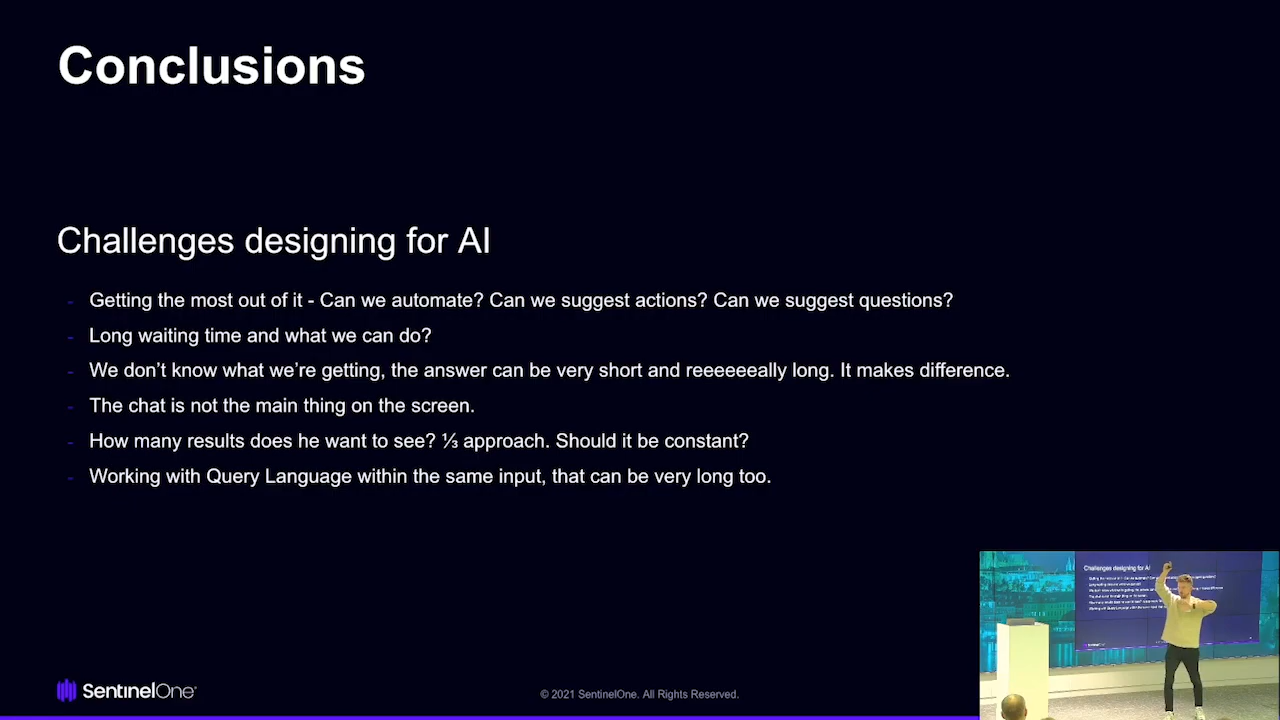 Conclusions
Challenges designing for AI
- Getting the most out of it - Can we automate? Can we suggest actions? Can we suggest questions?
- Long waiting time and what we can do?
- We don’t know what we’re getting, the answer can be very short and reeeeeeally long. It makes difference.
- The chat is not the main thing on the screen.
- How many results does he want to see? ⅓ approach. Should it be constant?
- Working with Query Language within the same input, that can be very long too.
Challenges designing for AI
SentinelOne
© 2021 SentinelOne. All Rights Reserved.